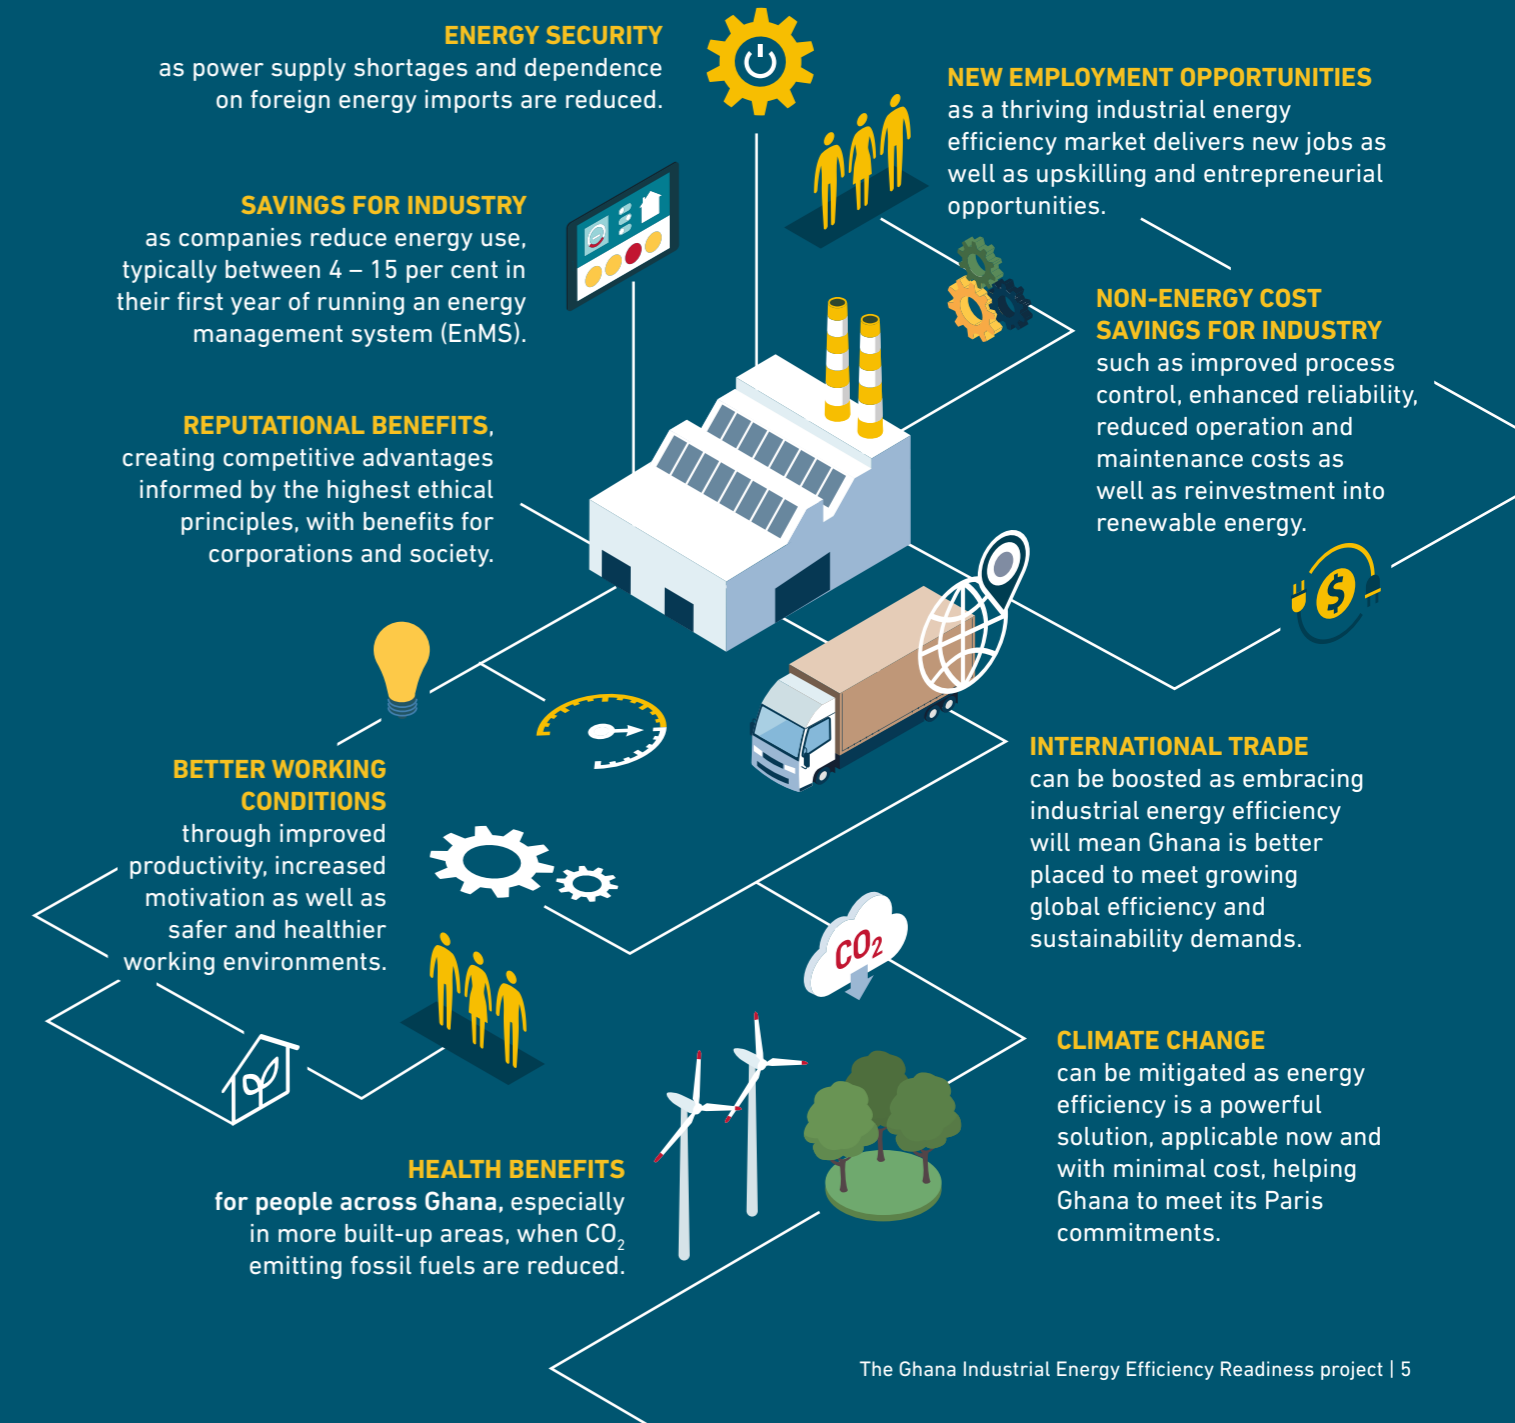 ENERGY SECURITY
as power supply shortages and dependence
on foreign energy imports are reduced.
NEW EMPLOYMENT OPPORTUNITIES
as a thriving industrial energy
efficiency market delivers new jobs as
well as upskilling and entrepreneurial
opportunities.
SAVINGS FOR INDUSTRY
as companies reduce energy use,
typically between 4 – 15 per cent in
their first year of running an energy
management system (EnMS).
NON-ENERGY COST
SAVINGS FOR INDUSTRY
such as improved process
control, enhanced reliability,
reduced operation and
maintenance costs as
well as reinvestment into
renewable energy.
REPUTATIONAL BENEFITS,
creating competitive advantages
informed by the highest ethical
principles, with benefits for
corporations and society.
$
BETTER WORKING
CONDITIONS
through improved
productivity, increased
motivation as well as
safer and healthier
working environments.
INTERNATIONAL TRADE
can be boosted as embracing
industrial energy efficiency
will mean Ghana is better
placed to meet growing
global efficiency and
sustainability demands.
CO2
CLIMATE CHANGE
can be mitigated as energy
efficiency is a powerful
solution, applicable now and
with minimal cost, helping
Ghana to meet its Paris
commitments.
HEALTH BENEFITS
for people across Ghana, especially
in more built-up areas, when CO2
emitting fossil fuels are reduced.
The Ghana Industrial Energy Efficiency Readiness project | 5